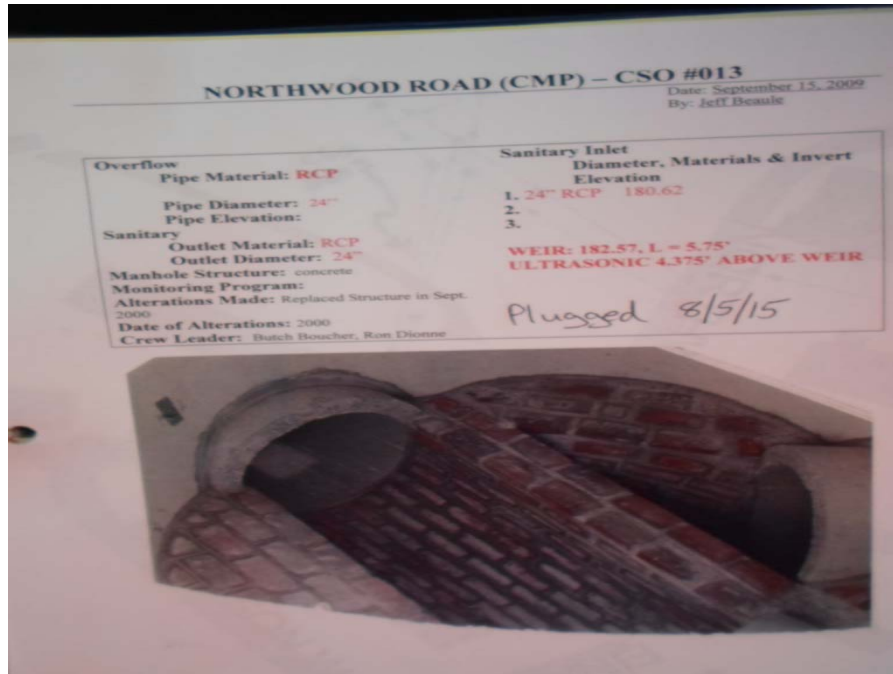 NORTHWOOD ROAD (CMP) – CSO #013
Date: September 15, 2009
By: Jeff Beaule
Overflow
Pipe Material: RCP
Pipe Diameter: 24"
Pipe Elevation:
Sanitary
Outlet Material: RCP
Outlet Diameter: 24"
Manhole Structure: concrete
Monitoring Program:
Alterations Made: Replaced Structure in Sept.
2000
Date of Alterations: 2000
Crew Leader: Butch Boucher, Ron Dionne
Sanitary Inlet
Diameter, Materials & Invert
Elevation
1. 24" RCP 180.62
2.
3.
WEIR: 182.57, L = 5.75'
ULTRASONIC 4.375' ABOVE WEIR
Plugged 8/5/15